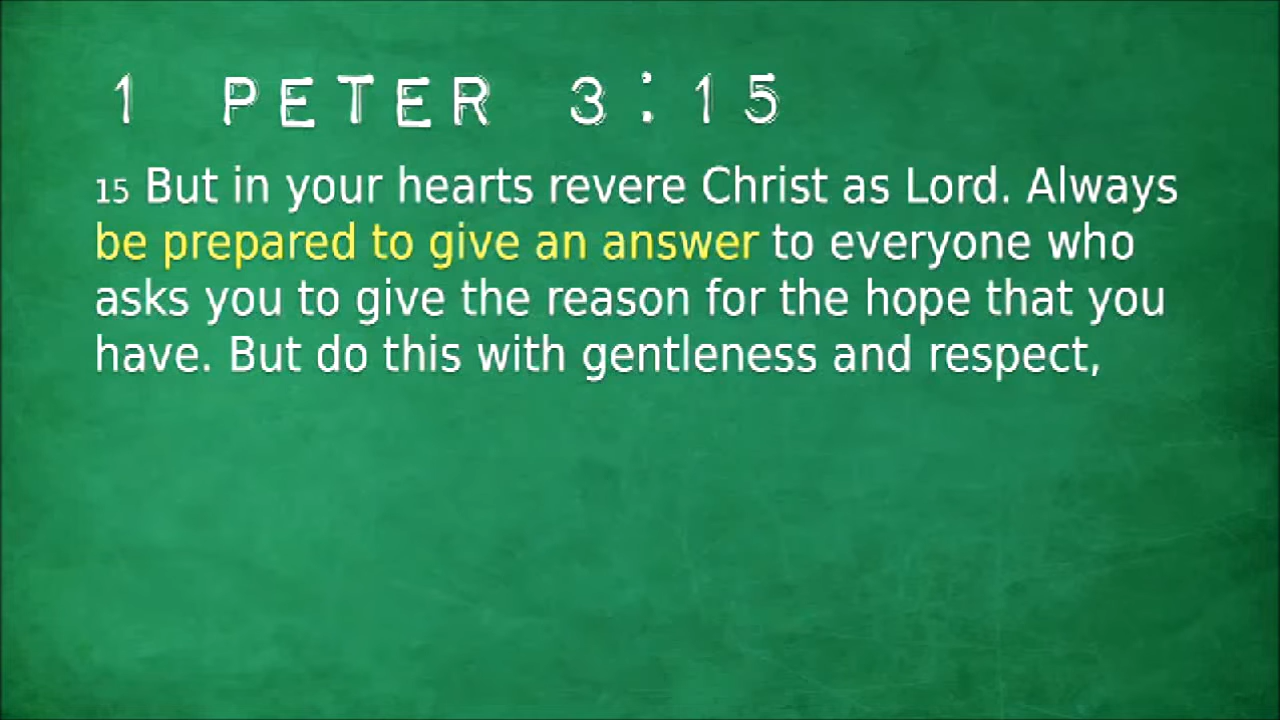 1 PETER 3:15
15 But in your hearts revere Christ as Lord. Always
be prepared to give an answer to everyone who
asks you to give the reason for the hope that you
have. But do this with gentleness and respect,